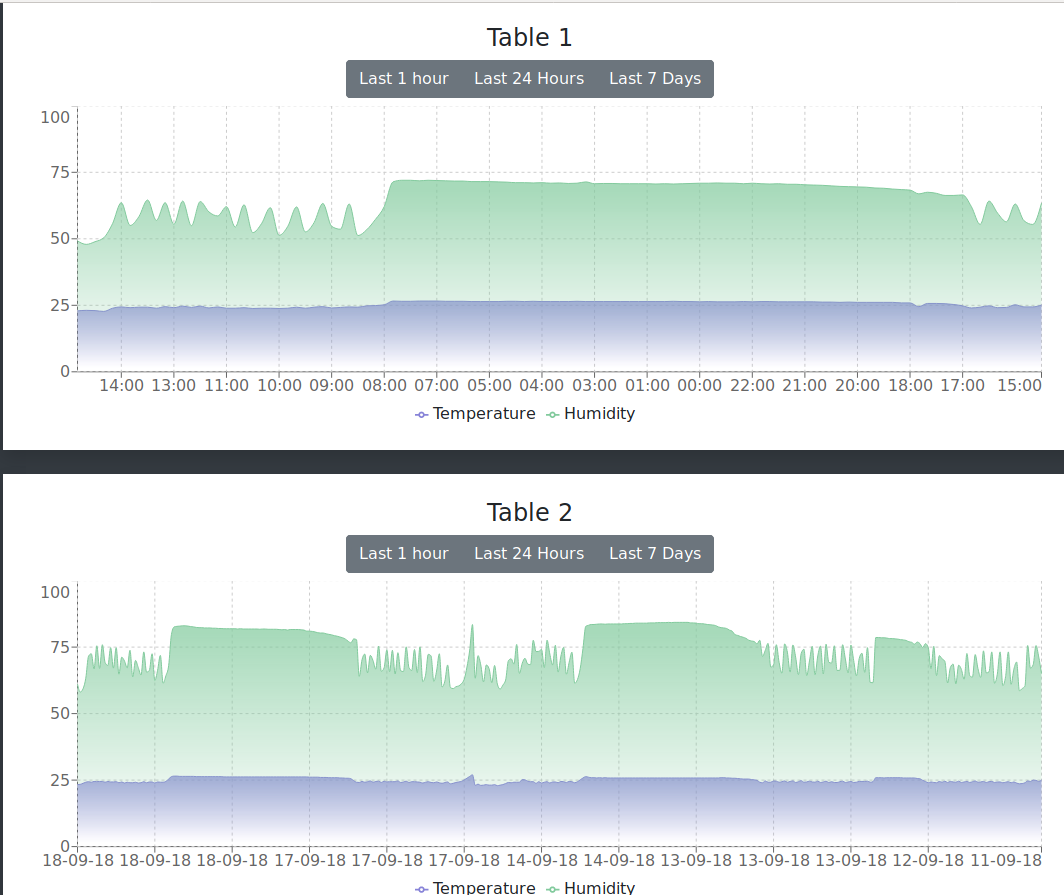 Table 1
Last 1 hour Last 24 Hours Last 7 Days
100
75
50
25
0
14:00 13:00 11:00 10:00 09:00 08:00 07:00 05:00 04:00 03:00 01:00 00:00 22:00 21:00 20:00 18:00 17:00 15:00
Temperature Humidity
Table 2
Last 1 hour Last 24 Hours Last 7 Days
100
75
50
25
0
18-09-18 18-09-18 18-09-18 17-09-18 17-09-18 17-09-18 14-09-18 14-09-18 13-09-18 13-09-18 13-09-18 12-09-18 11-09-18
Temperature Humidity